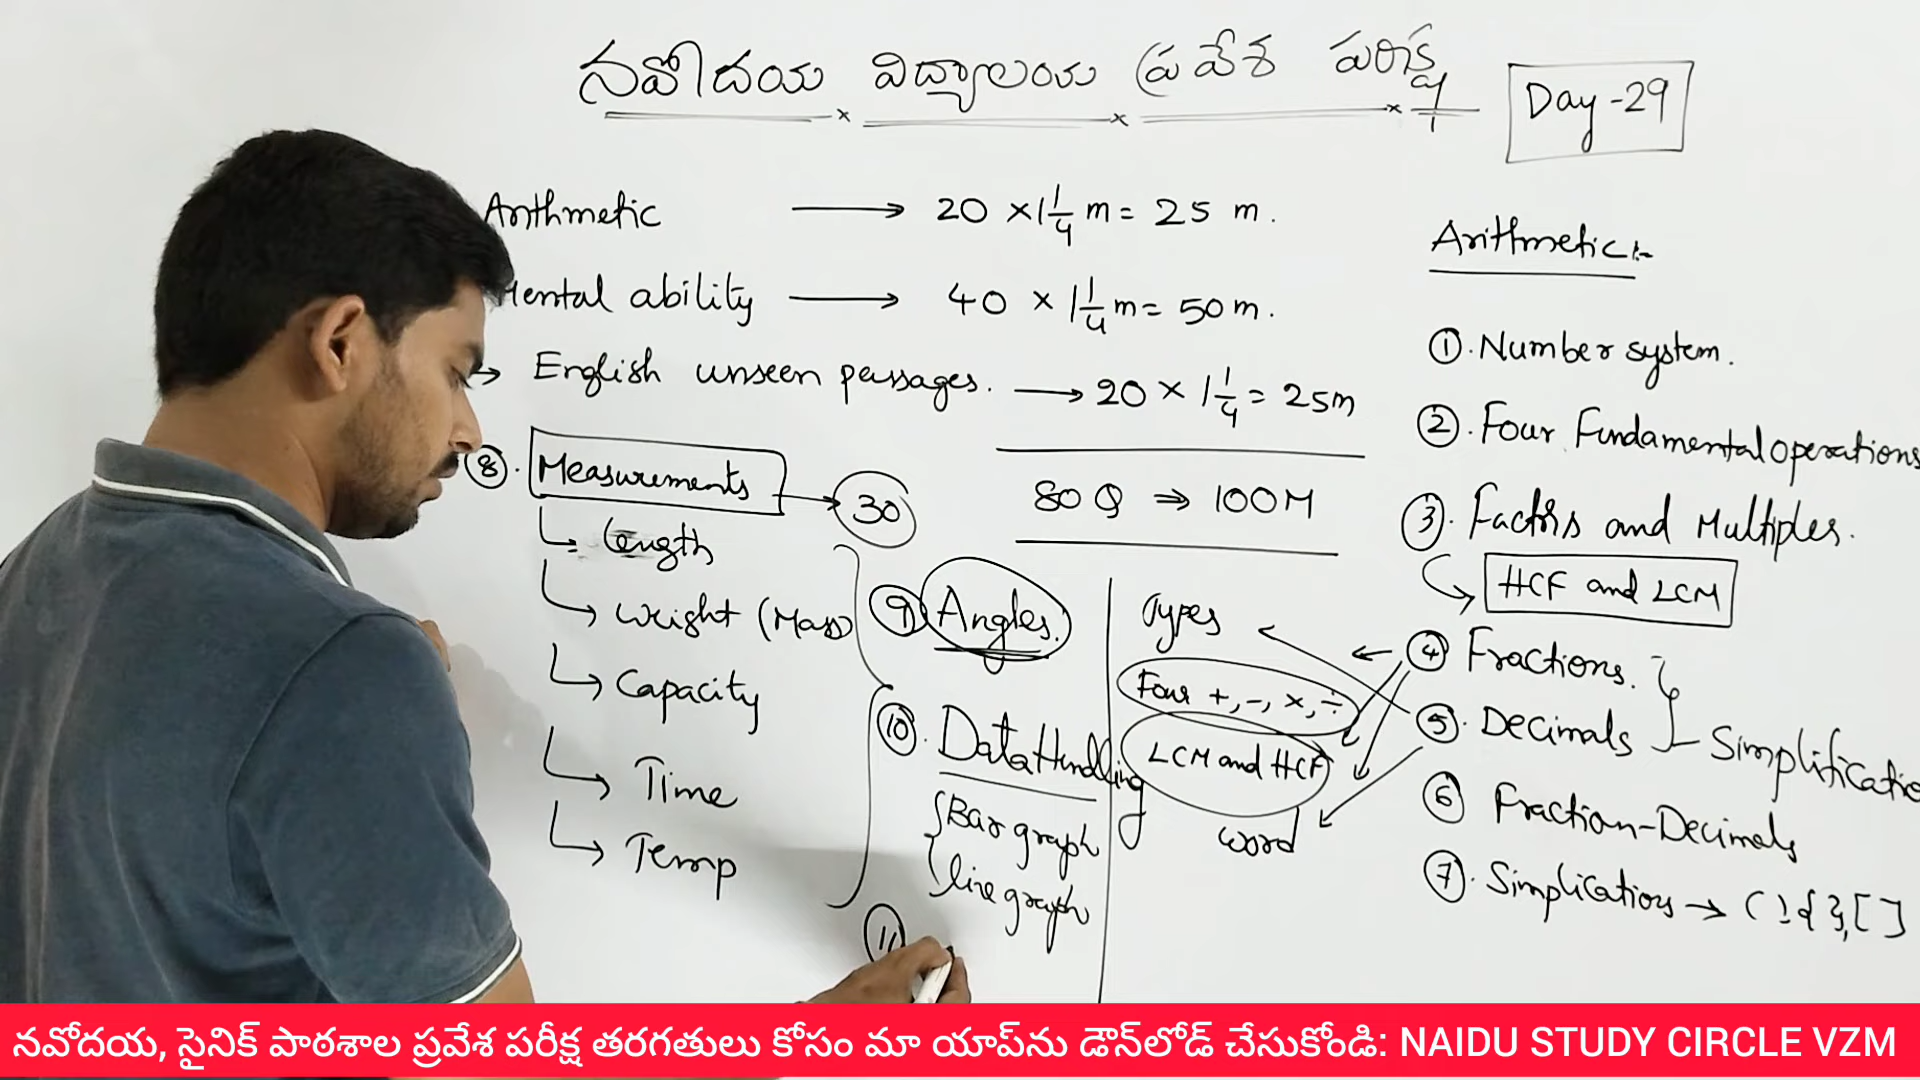 నవోదయ విద్యాలయ ప్రవేశ పరీక్ష
Day-29
Arithmetic → 20 × 1 1/4 m = 25 m.
Mental ability → 40 × 1 1/4 m = 50 m.
→ English unseen passages. → 20 × 1 1/4 = 25m
80 Q ⇒ 100M
⑧. Measurements → 30
length
Weight (Mass)
Capacity
Time
Temp
⑨ Angles.
⑩. Data Handling
Bar graph
line graph
⑪
Types
Four +, -, ×, ÷
LCM and HCF
word
Arithmetic:-
①. Number system.
②. Four Fundamental operations
③. Factors and Multiples.
HCF and LCM
④ Fractions.
⑤. Decimals
Simplificatio
⑥ Fraction-Decimals
⑦. Simplications → ( ) { }, [ ]
నవోదయ, సైనిక్ పాఠశాల ప్రవేశ పరీక్ష తరగతులు కోసం మా యాప్‌ను డౌన్‌లోడ్ చేసుకోండి: NAIDU STUDY CIRCLE VZM